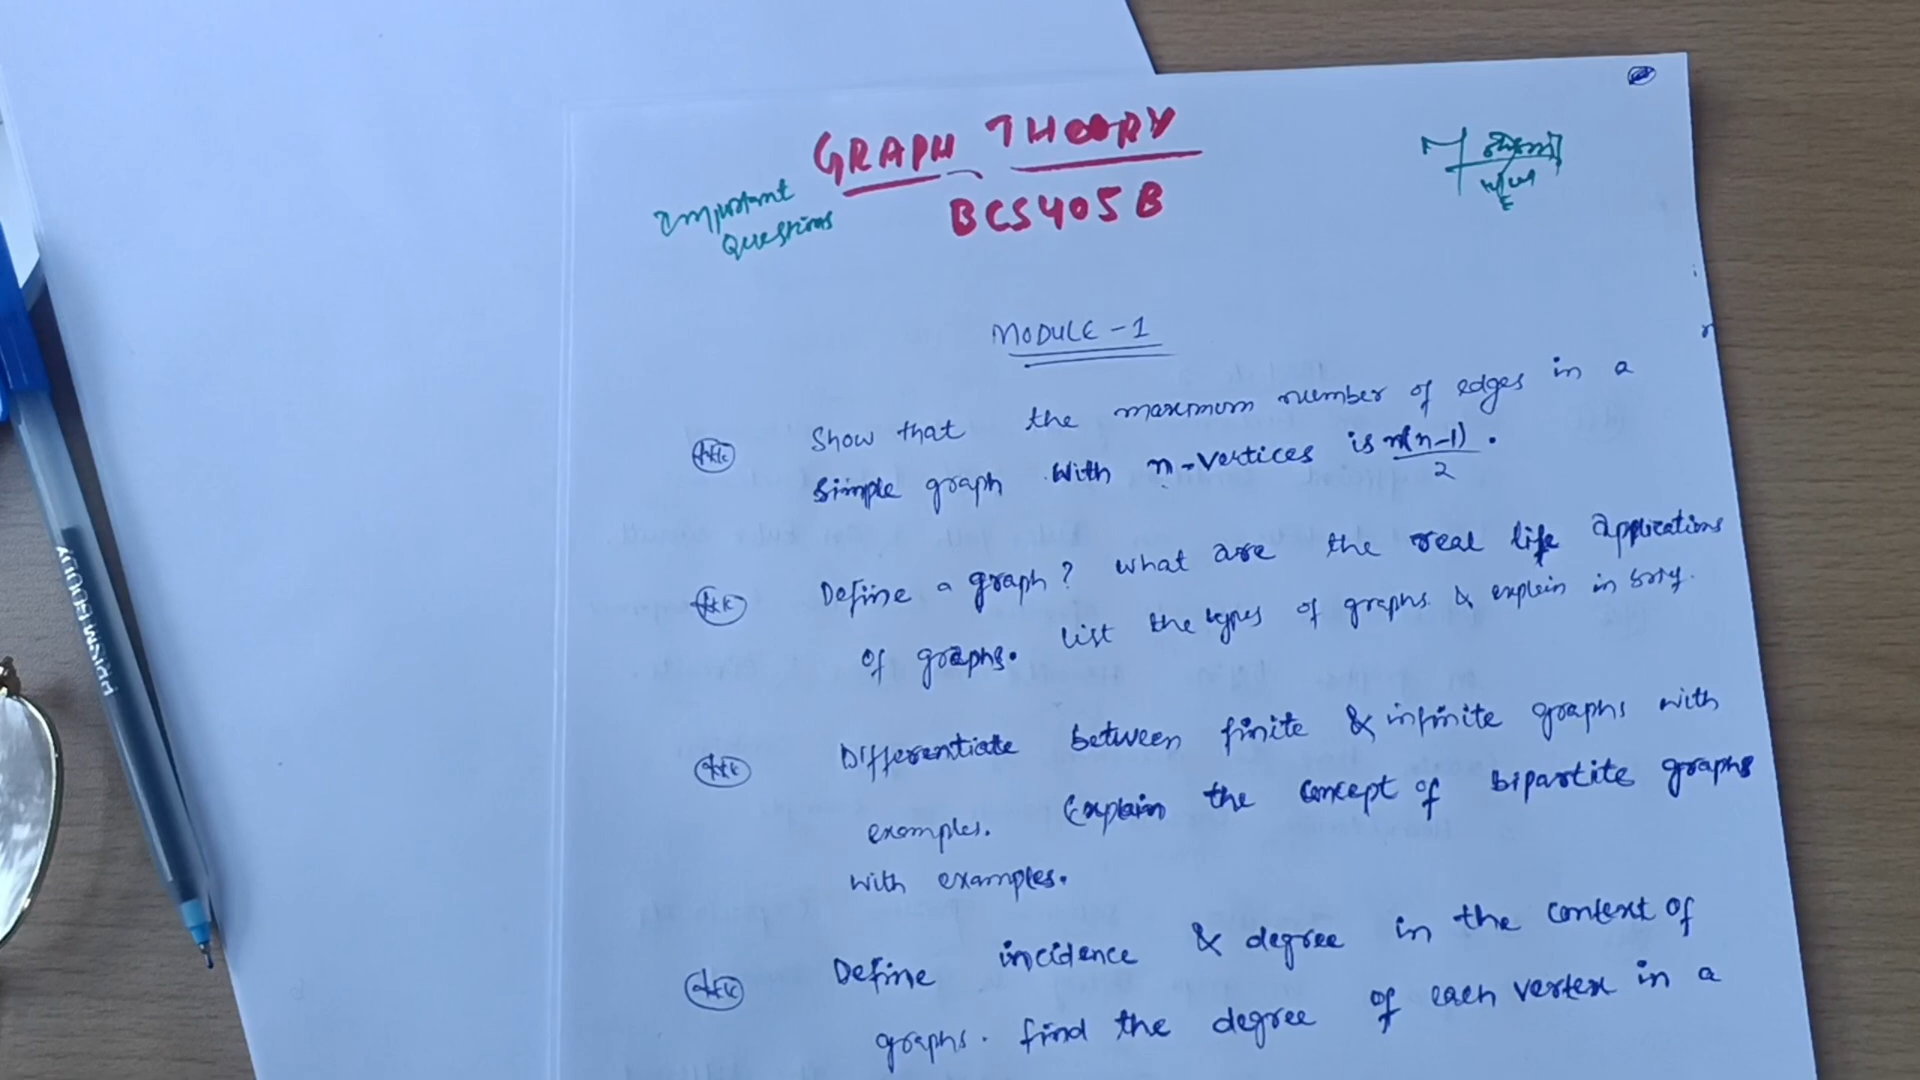 GRAPH THEORY
BCS405B
Important
Questions
MODULE -1
Show that the maximum number of edges in a
simple graph with n-vertices is n(n-1)/2.
Define a graph? What are the real life applications
of graphs. List the types of graphs & explain in
Differentiate between finite & infinite graphs with
examples. Explain the concept of bipartite graphs
with examples.
Define incidence & degree in the context of
graphs. find the degree of each vertex in a